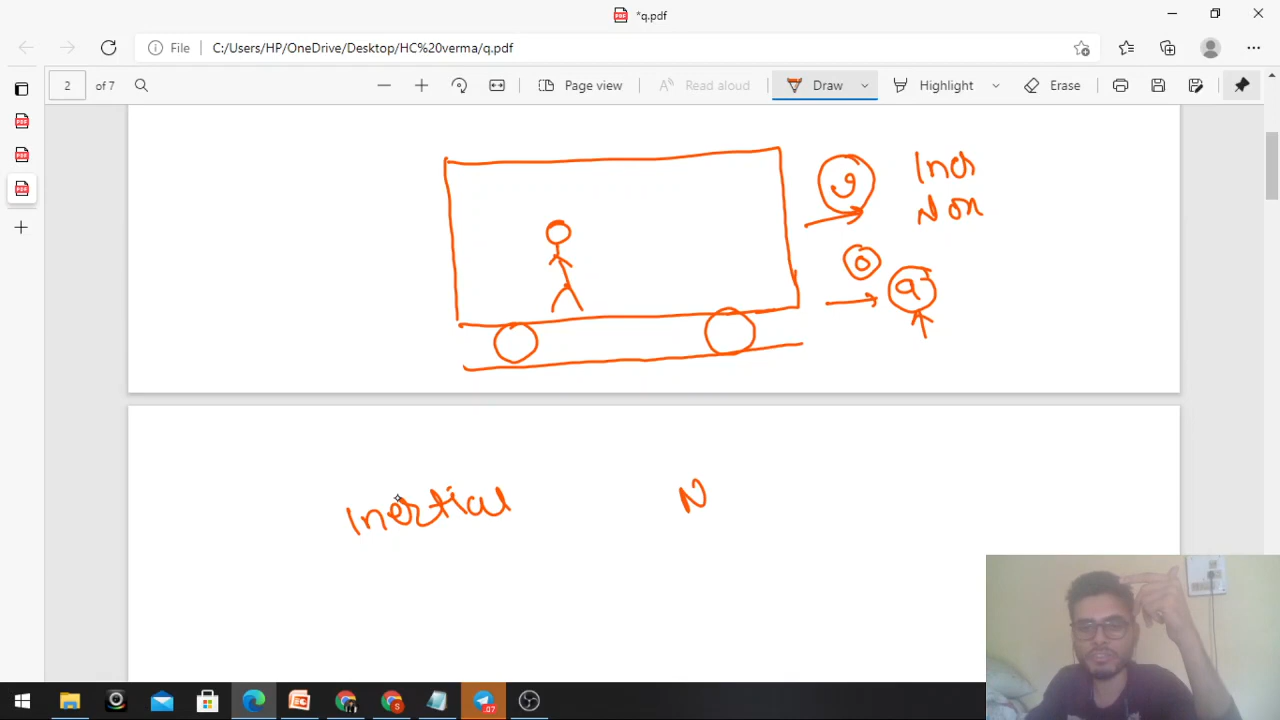 *q.pdf
File
C:/Users/HP/OneDrive/Desktop/HC%20verma/q.pdf
2 of 7
Page view
Read aloud
Draw
Highlight
Erase
Iner
Non
a
Inertial
N
07